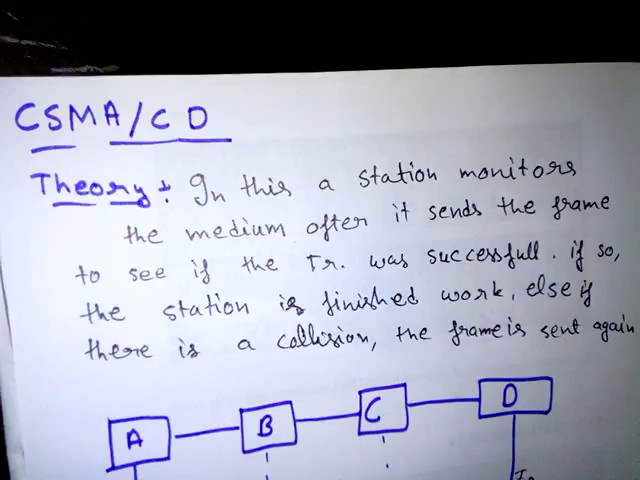 CSMA/CD
Theory: In this a station monitors
the medium after it sends the frame
to see if the Tr. was successfull. if so,
the station is finished work, else if
there is a collision, the frame is sent again
A B C D